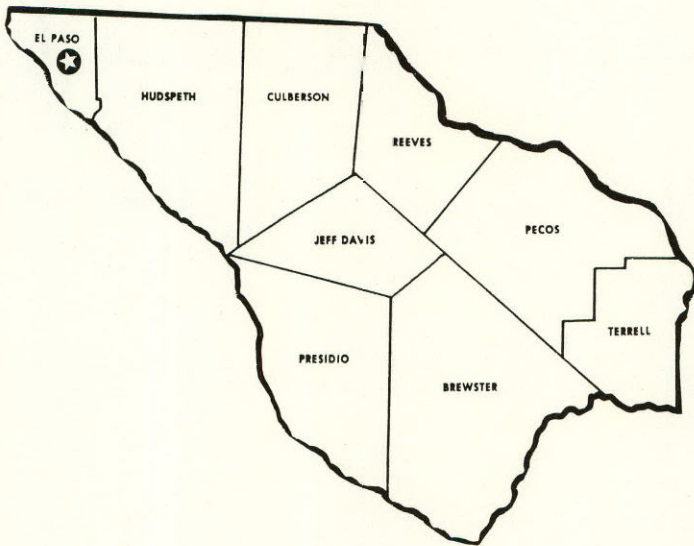 EL PASO
HUDSPETH
CULBERSON
REEVES
JEFF DAVIS
PECOS
PRESIDIO
BREWSTER
TERRELL